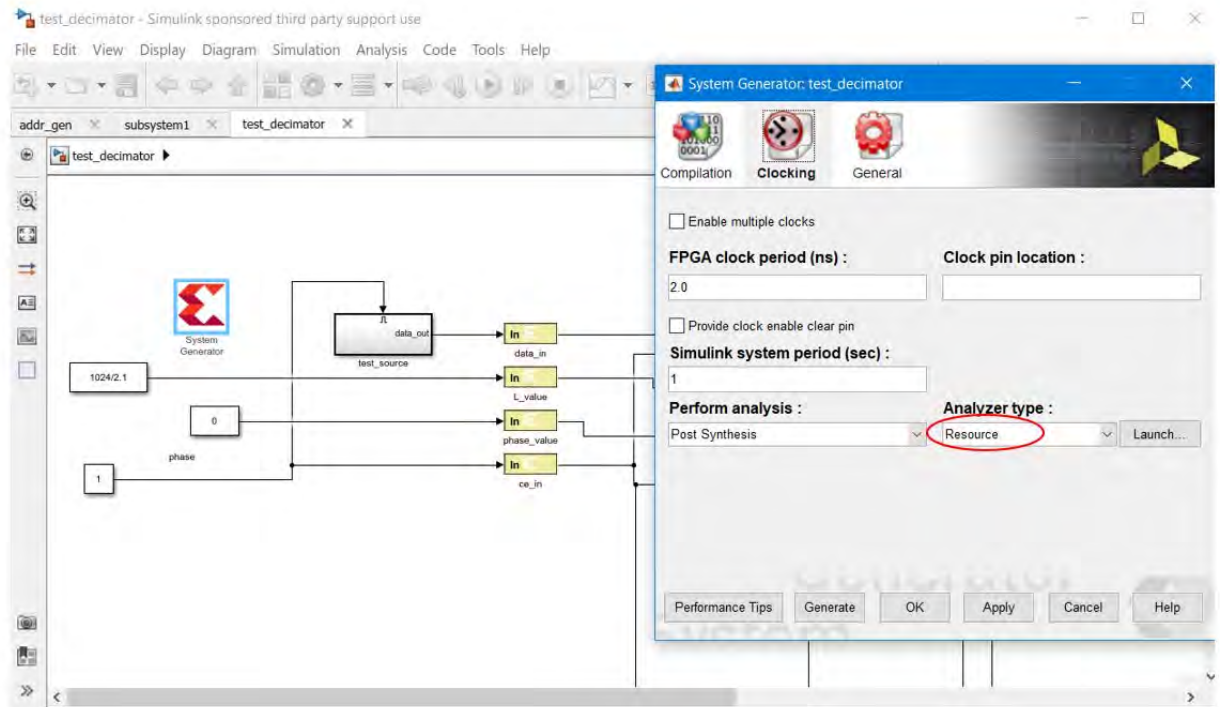 test_decimator - Simulink sponsored third party support use
File Edit View Display Diagram Simulation Analysis Code Tools Help
addr_gen subsystem1 test_decimator
test_decimator
System Generator
1024/2.1
0
phase
1
data_out
test_source
In
data_in
In
L_value
In
phase_value
In
ce_in
System Generator: test_decimator
Compilation Clocking General
Enable multiple clocks
FPGA clock period (ns) : Clock pin location :
2.0
Provide clock enable clear pin
Simulink system period (sec) :
1
Perform analysis : Analyzer type :
Post Synthesis Resource Launch...
Performance Tips Generate OK Apply Cancel Help